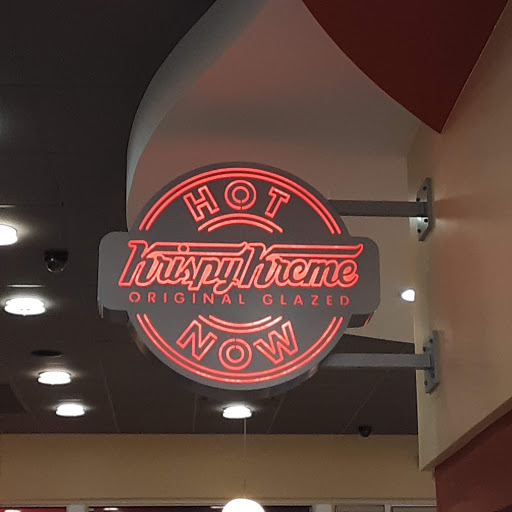 HOT
Krispy Kreme
ORIGINAL GLAZED
NOW